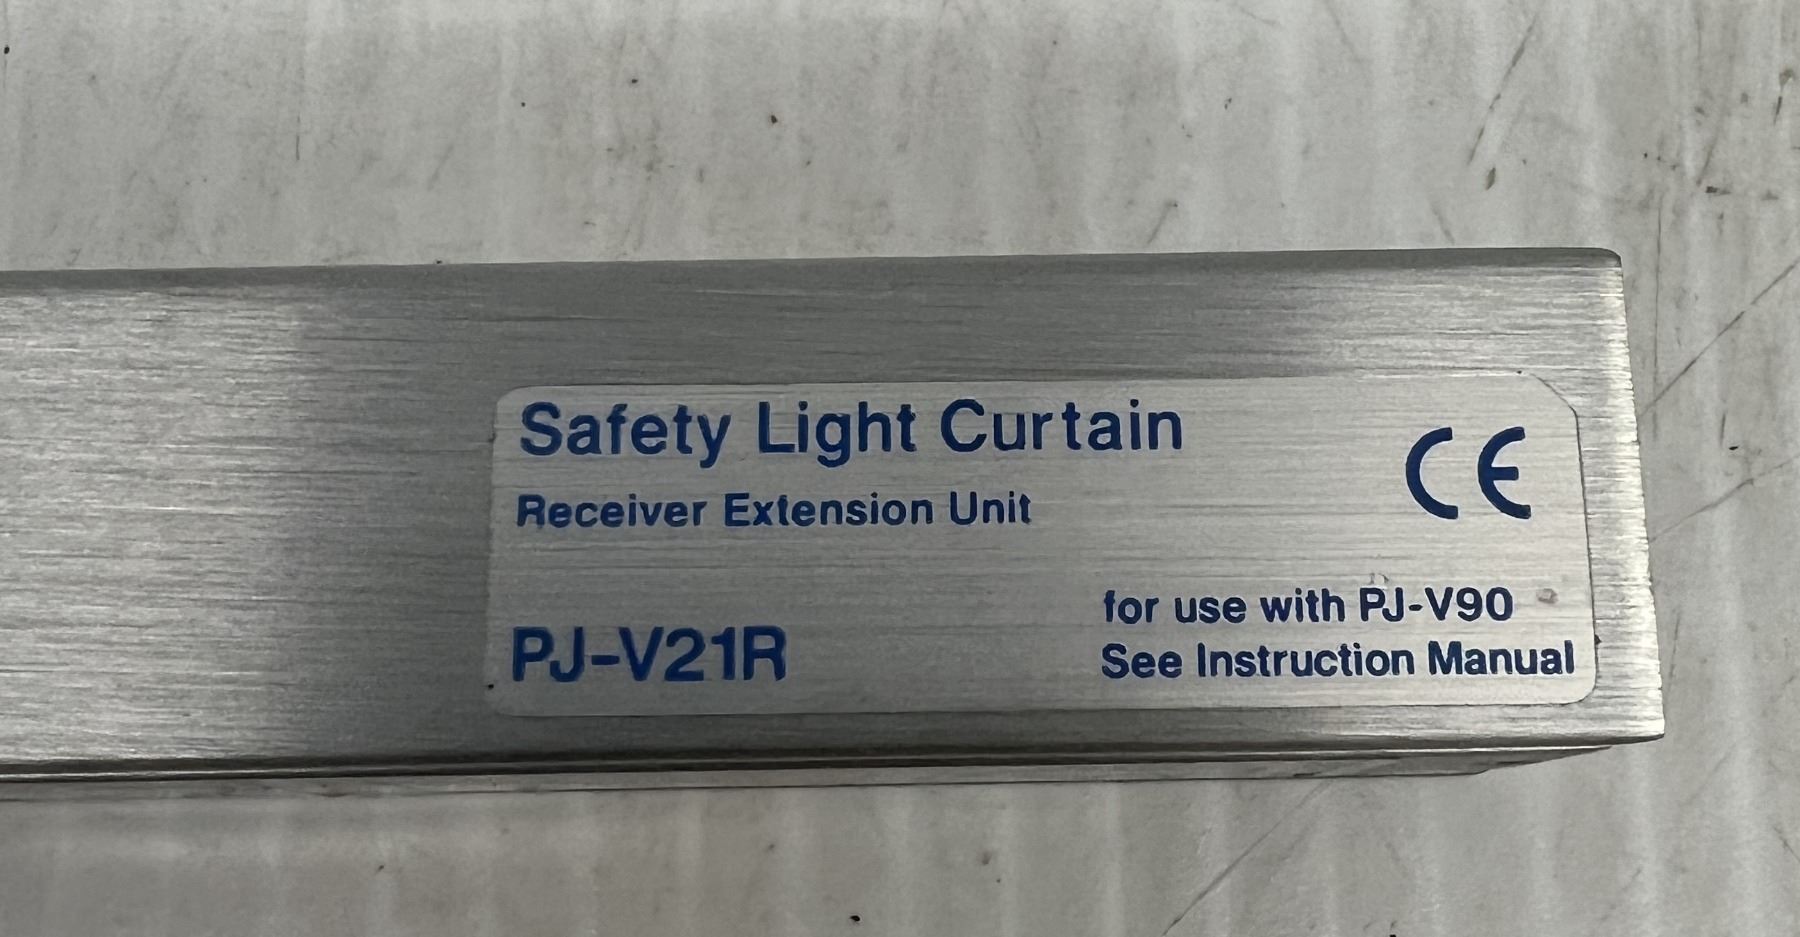 Safety Light Curtain
CE
Receiver Extension Unit
for use with PJ-V90
PJ-V21R
See Instruction Manual